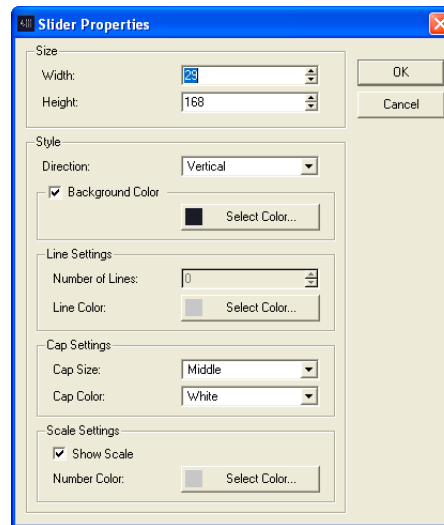 Slider Properties
Size
Width: 29
OK
Height: 168
Cancel
Style
Direction: Vertical
Background Color
Select Color...
Line Settings
Number of Lines: 0
Line Color: Select Color...
Cap Settings
Cap Size: Middle
Cap Color: White
Scale Settings
Show Scale
Number Color: Select Color...